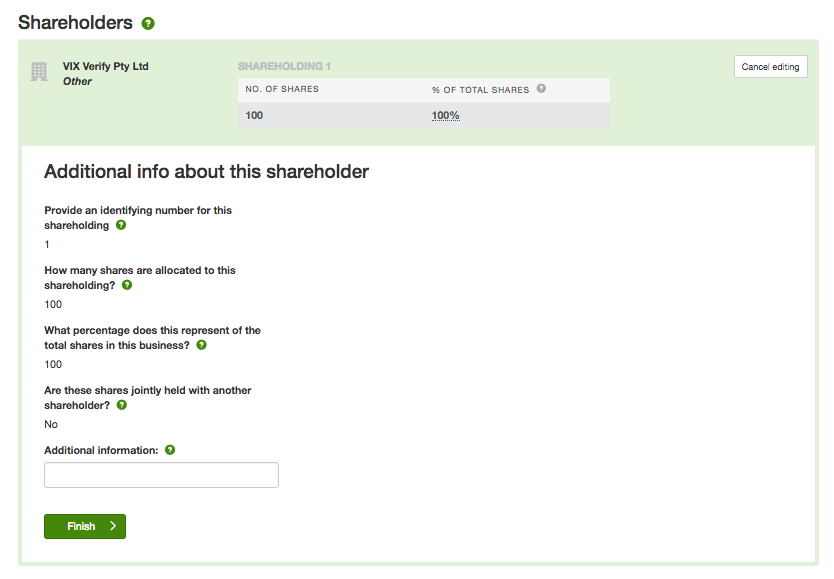 Shareholders ?
VIX Verify Pty Ltd
Other
SHAREHOLDING 1
NO. OF SHARES
% OF TOTAL SHARES ?
100
100%
Cancel editing
Additional info about this shareholder
Provide an identifying number for this
shareholding ?
1
How many shares are allocated to this
shareholding? ?
100
What percentage does this represent of the
total shares in this business? ?
100
Are these shares jointly held with another
shareholder? ?
No
Additional information: ?
Finish